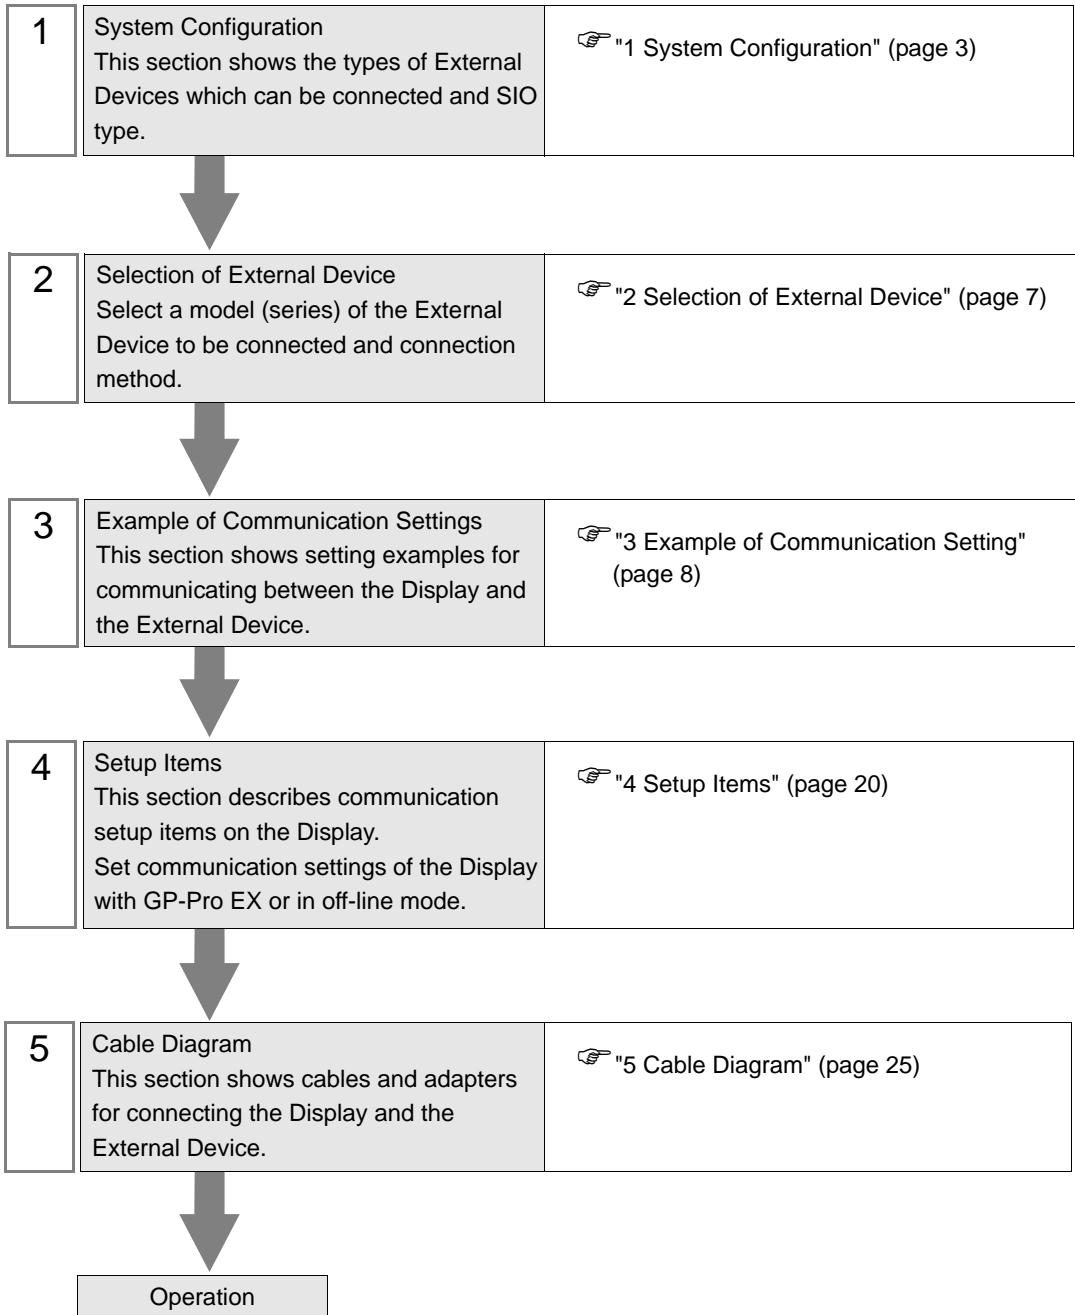 1
System Configuration
This section shows the types of External
Devices which can be connected and SIO
type.
☞ "1 System Configuration" (page 3)
2
Selection of External Device
Select a model (series) of the External
Device to be connected and connection
method.
☞ "2 Selection of External Device" (page 7)
3
Example of Communication Settings
This section shows setting examples for
communicating between the Display and
the External Device.
☞ "3 Example of Communication Setting"
(page 8)
4
Setup Items
This section describes communication
setup items on the Display.
Set communication settings of the Display
with GP-Pro EX or in off-line mode.
☞ "4 Setup Items" (page 20)
5
Cable Diagram
This section shows cables and adapters
for connecting the Display and the
External Device.
☞ "5 Cable Diagram" (page 25)
Operation